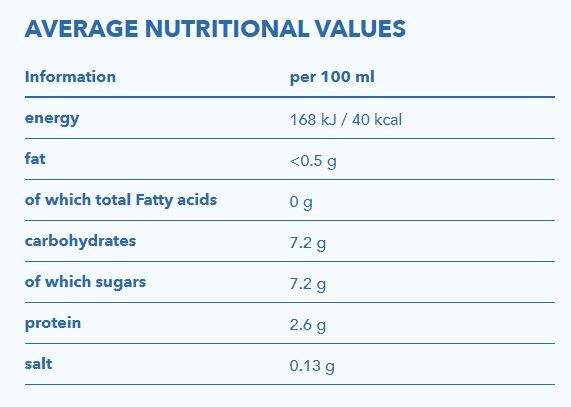 AVERAGE NUTRITIONAL VALUES
Information per 100 ml
energy 168 kJ / 40 kcal
fat <0.5 g
of which total Fatty acids 0 g
carbohydrates 7.2 g
of which sugars 7.2 g
protein 2.6 g
salt 0.13 g